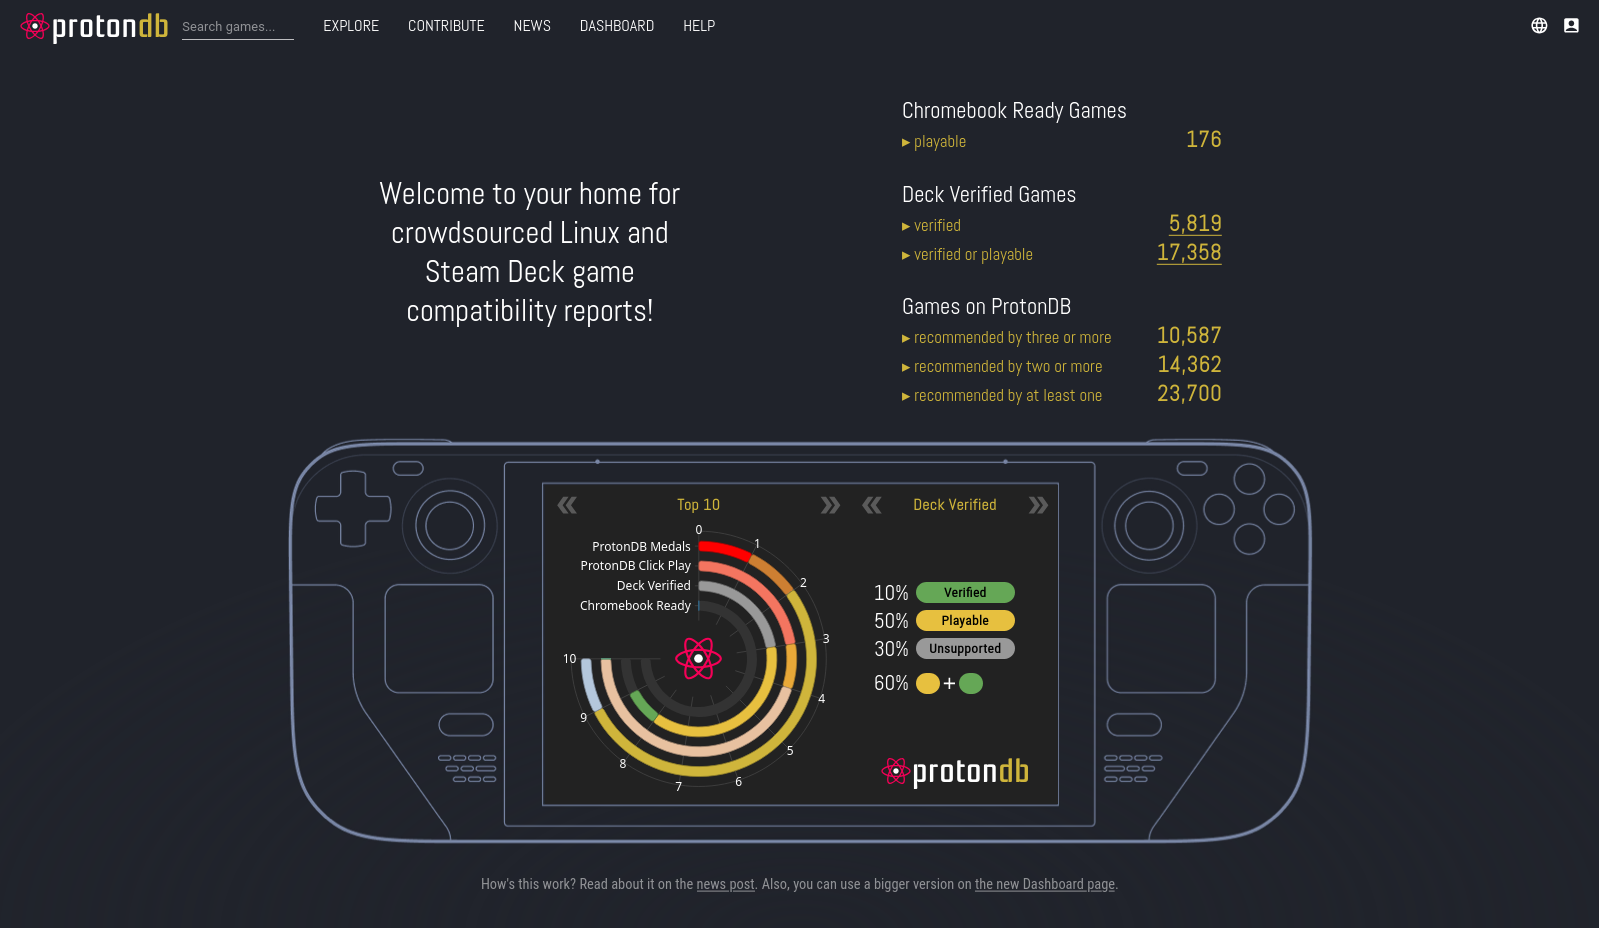 protondb
Search games...
EXPLORE
CONTRIBUTE
NEWS
DASHBOARD
HELP
Welcome to your home for
crowdsourced Linux and
Steam Deck game
compatibility reports!
Chromebook Ready Games
▸ playable 176
Deck Verified Games
▸ verified 5,819
▸ verified or playable 17,358
Games on ProtonDB
▸ recommended by three or more 10,587
▸ recommended by two or more 14,362
▸ recommended by at least one 23,700
« Top 10 »
0
1
2
3
4
5
6
7
8
9
10
ProtonDB Medals
ProtonDB Click Play
Deck Verified
Chromebook Ready
« Deck Verified »
10% Verified
50% Playable
30% Unsupported
60% +
protondb
How's this work? Read about it on the news post. Also, you can use a bigger version on the new Dashboard page.